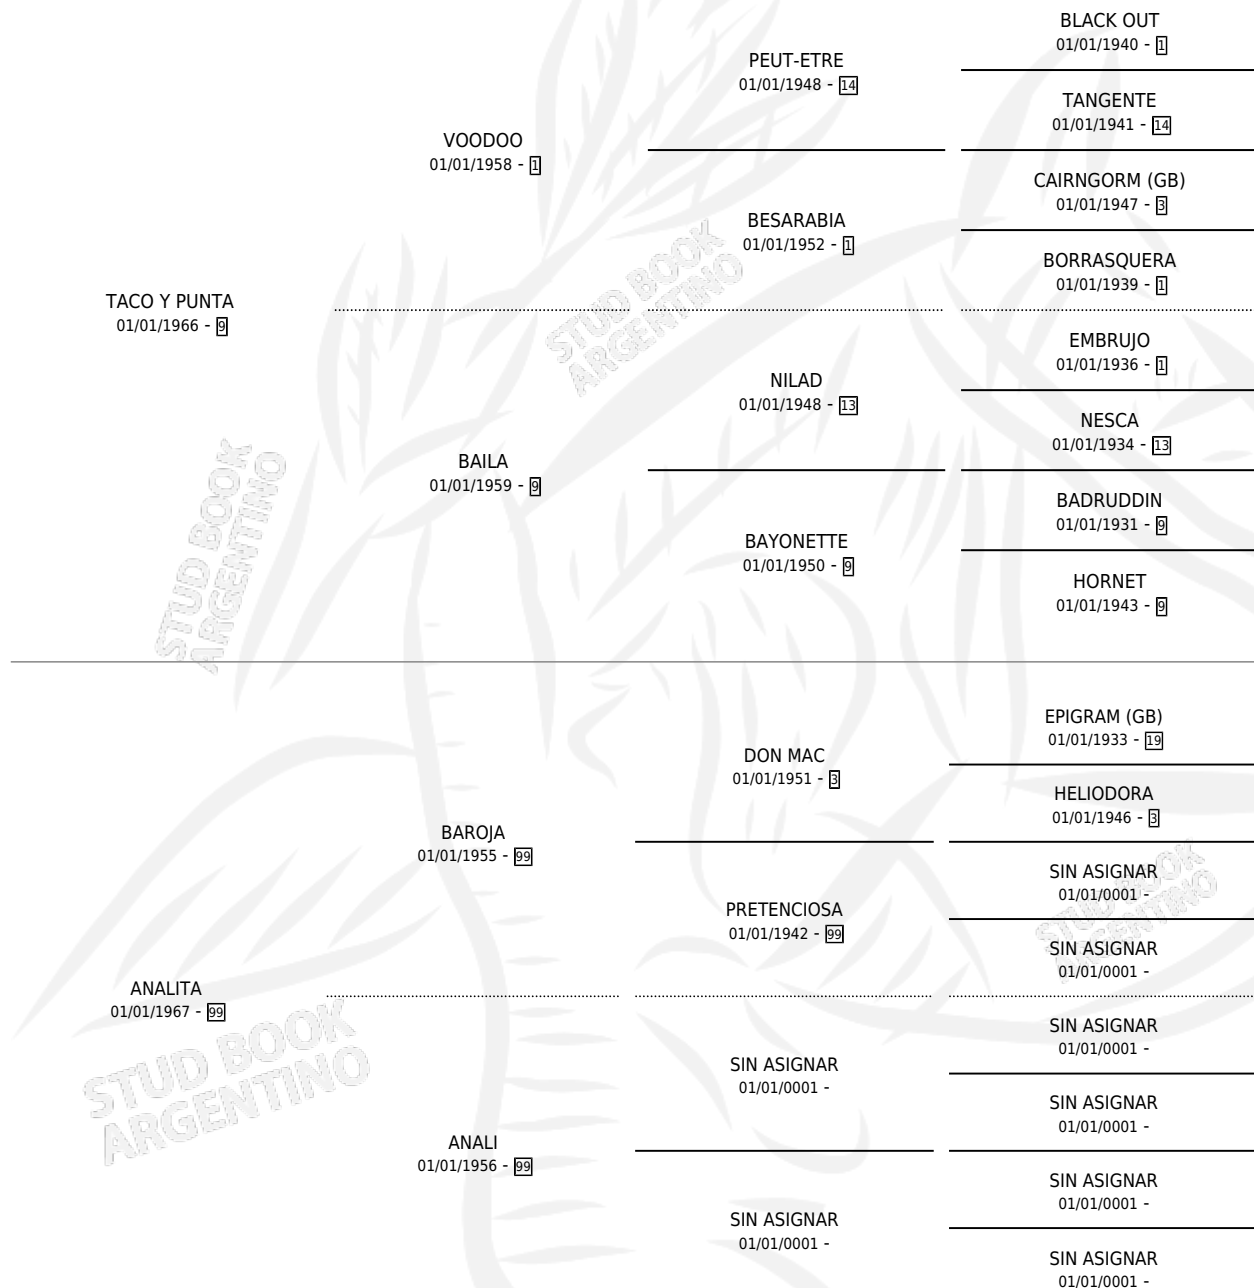 BLACK OUT
01/01/1940 - 1
PEUT-ETRE
01/01/1948 - 14
TANGENTE
01/01/1941 - 14
VOODOO
01/01/1958 - 1
CAIRNGORM (GB)
01/01/1947 - 3
BESARABIA
01/01/1952 - 1
BORRASQUERA
01/01/1939 - 1
TACO Y PUNTA
01/01/1966 - 9
STUD BOOK
ARGENTINO
EMBRUJO
01/01/1936 - 1
NILAD
01/01/1948 - 13
NESCA
01/01/1934 - 13
BAILA
01/01/1959 - 9
BADRUDDIN
01/01/1931 - 9
BAYONETTE
01/01/1950 - 9
HORNET
01/01/1943 - 9
STUD BOOK
ARGENTINO
EPIGRAM (GB)
01/01/1933 - 19
DON MAC
01/01/1951 - 3
HELIODORA
01/01/1946 - 3
BAROJA
01/01/1955 - 99
SIN ASIGNAR
01/01/0001 -
PRETENCIOSA
01/01/1942 - 99
STUD BOOK
ARGENTINO
SIN ASIGNAR
01/01/0001 -
ANALITA
01/01/1967 - 99
STUD BOOK
ARGENTINO
SIN ASIGNAR
01/01/0001 -
SIN ASIGNAR
01/01/0001 -
SIN ASIGNAR
01/01/0001 -
ANALI
01/01/1956 - 99
SIN ASIGNAR
01/01/0001 -
SIN ASIGNAR
01/01/0001 -
SIN ASIGNAR
01/01/0001 -